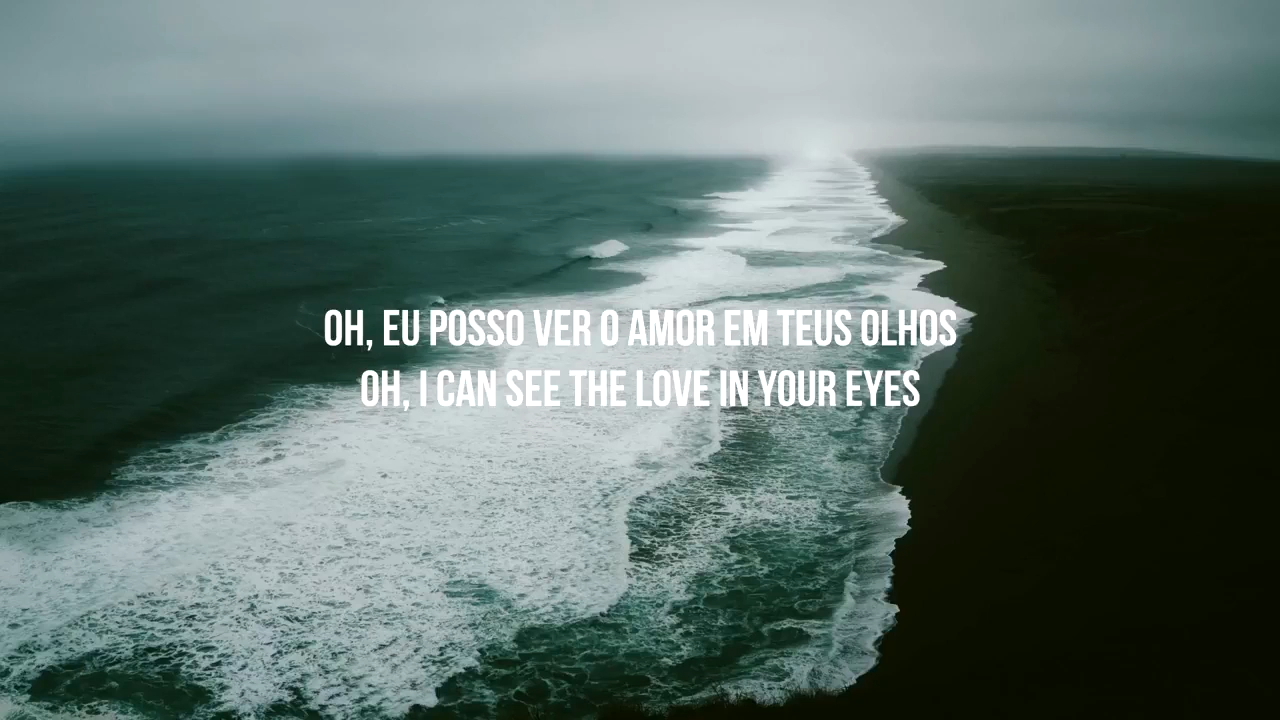 OH, EU POSSO VER O AMOR EM TEUS OLHOS
OH, I CAN SEE THE LOVE IN YOUR EYES